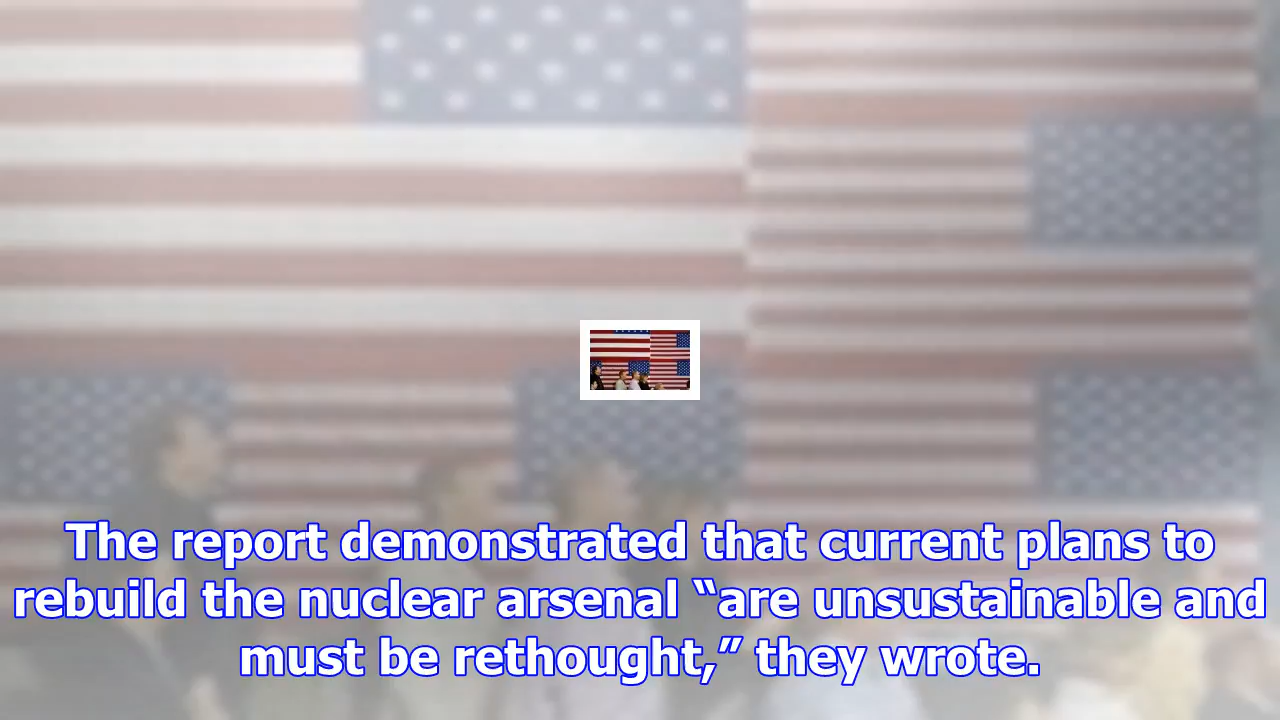 The report demonstrated that current plans to
rebuild the nuclear arsenal “are unsustainable and
must be rethought,” they wrote.